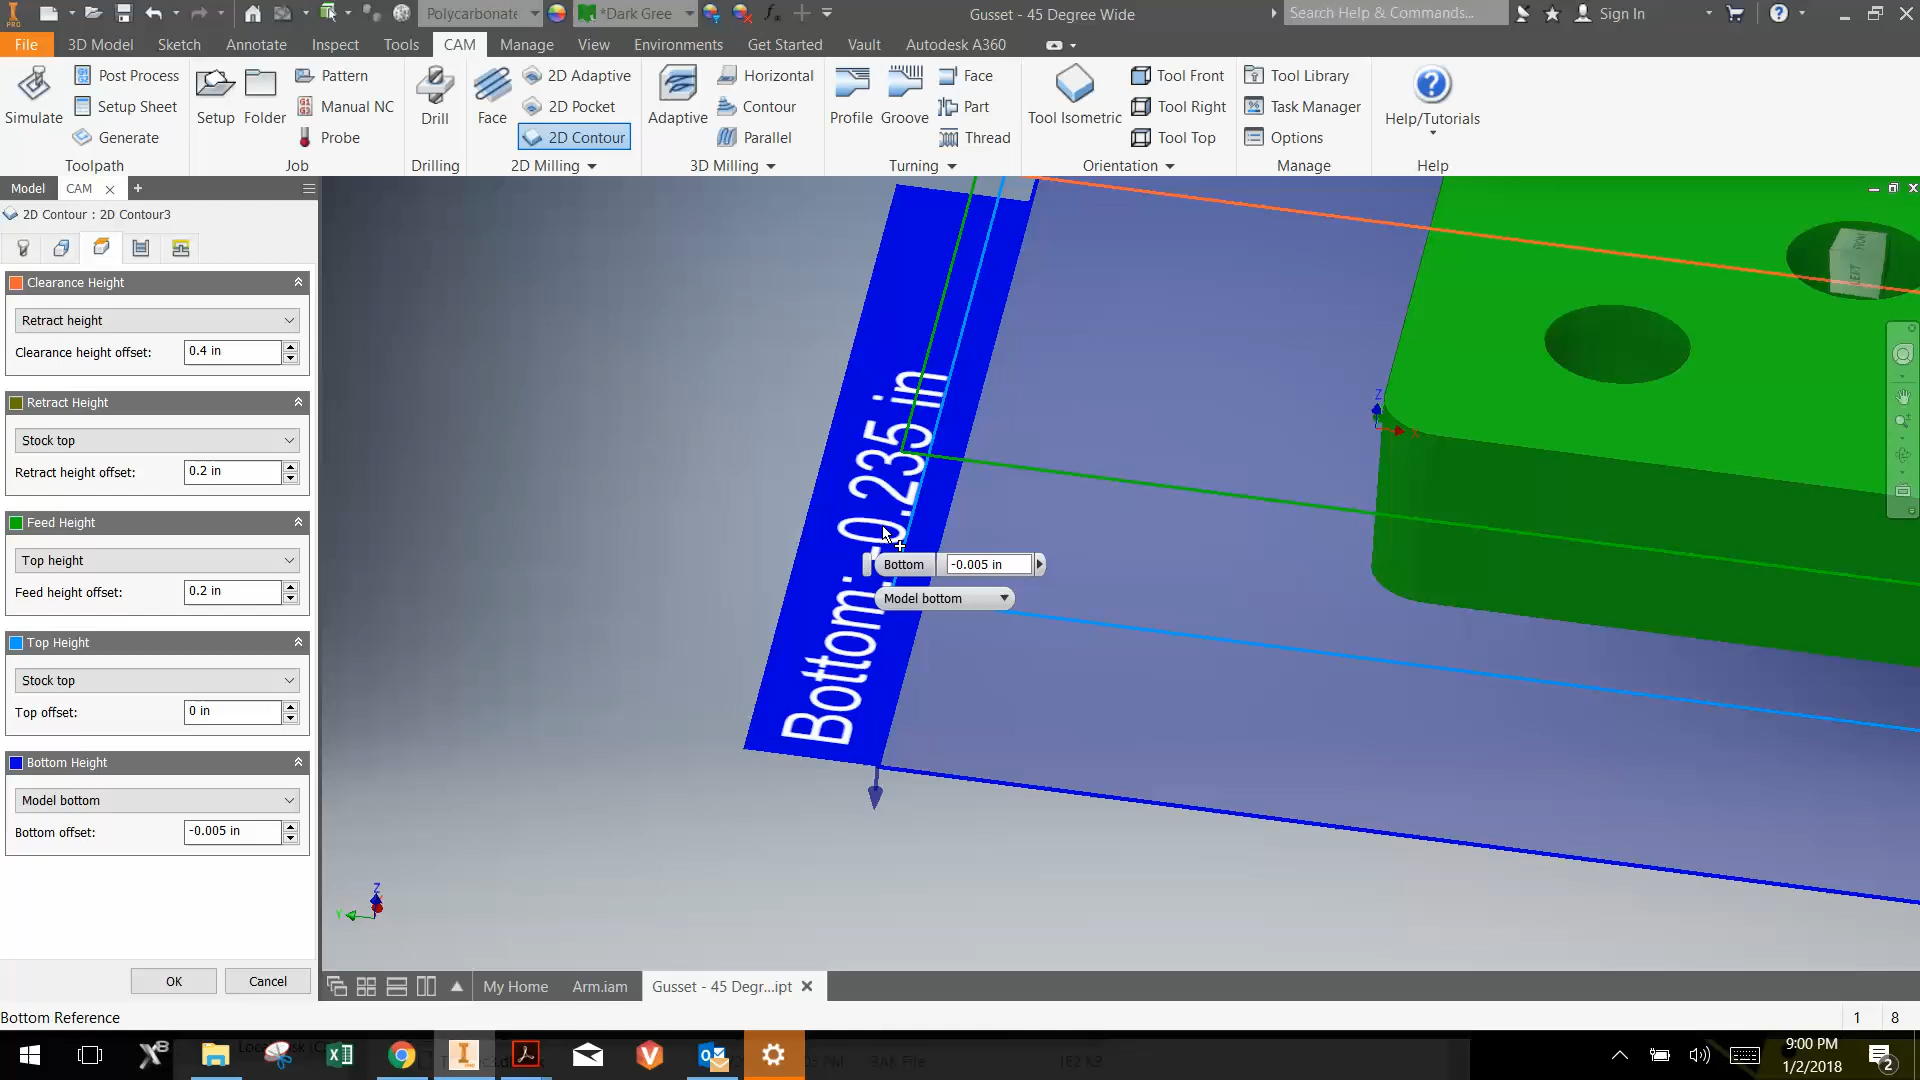 Polycarbonate
*Dark Gree
Gusset - 45 Degree Wide
Search Help & Commands...
Sign In
PRO
File
3D Model
Sketch
Annotate
Inspect
Tools
CAM
Manage
View
Environments
Get Started
Vault
Autodesk A360
Simulate
Post Process
Setup Sheet
Generate
Toolpath
Setup
Folder
Pattern
Manual NC
Probe
Job
Drill
Drilling
Face
2D Adaptive
2D Pocket
2D Contour
2D Milling
Adaptive
Horizontal
Contour
Parallel
3D Milling
Profile
Groove
Face
Part
Thread
Turning
Tool Isometric
Tool Front
Tool Right
Tool Top
Orientation
Tool Library
Task Manager
Options
Manage
Help/Tutorials
Help
Model
CAM
2D Contour : 2D Contour3
Clearance Height
Retract height
Clearance height offset:
0.4 in
Retract Height
Stock top
Retract height offset:
0.2 in
Feed Height
Top height
Feed height offset:
0.2 in
Top Height
Stock top
Top offset:
0 in
Bottom Height
Model bottom
Bottom offset:
-0.005 in
OK
Cancel
Bottom: -0.235 in
Bottom
-0.005 in
Model bottom
LEFT
Z
X
Z
Y
My Home
Arm.iam
Gusset - 45 Degr...ipt
Bottom Reference
1
8
9:00 PM
1/2/2018
2